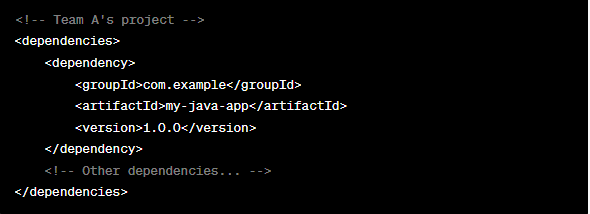 <!-- Team A's project -->
<dependencies>
    <dependency>
        <groupId>com.example</groupId>
        <artifactId>my-java-app</artifactId>
        <version>1.0.0</version>
    </dependency>
    <!-- Other dependencies... -->
</dependencies>